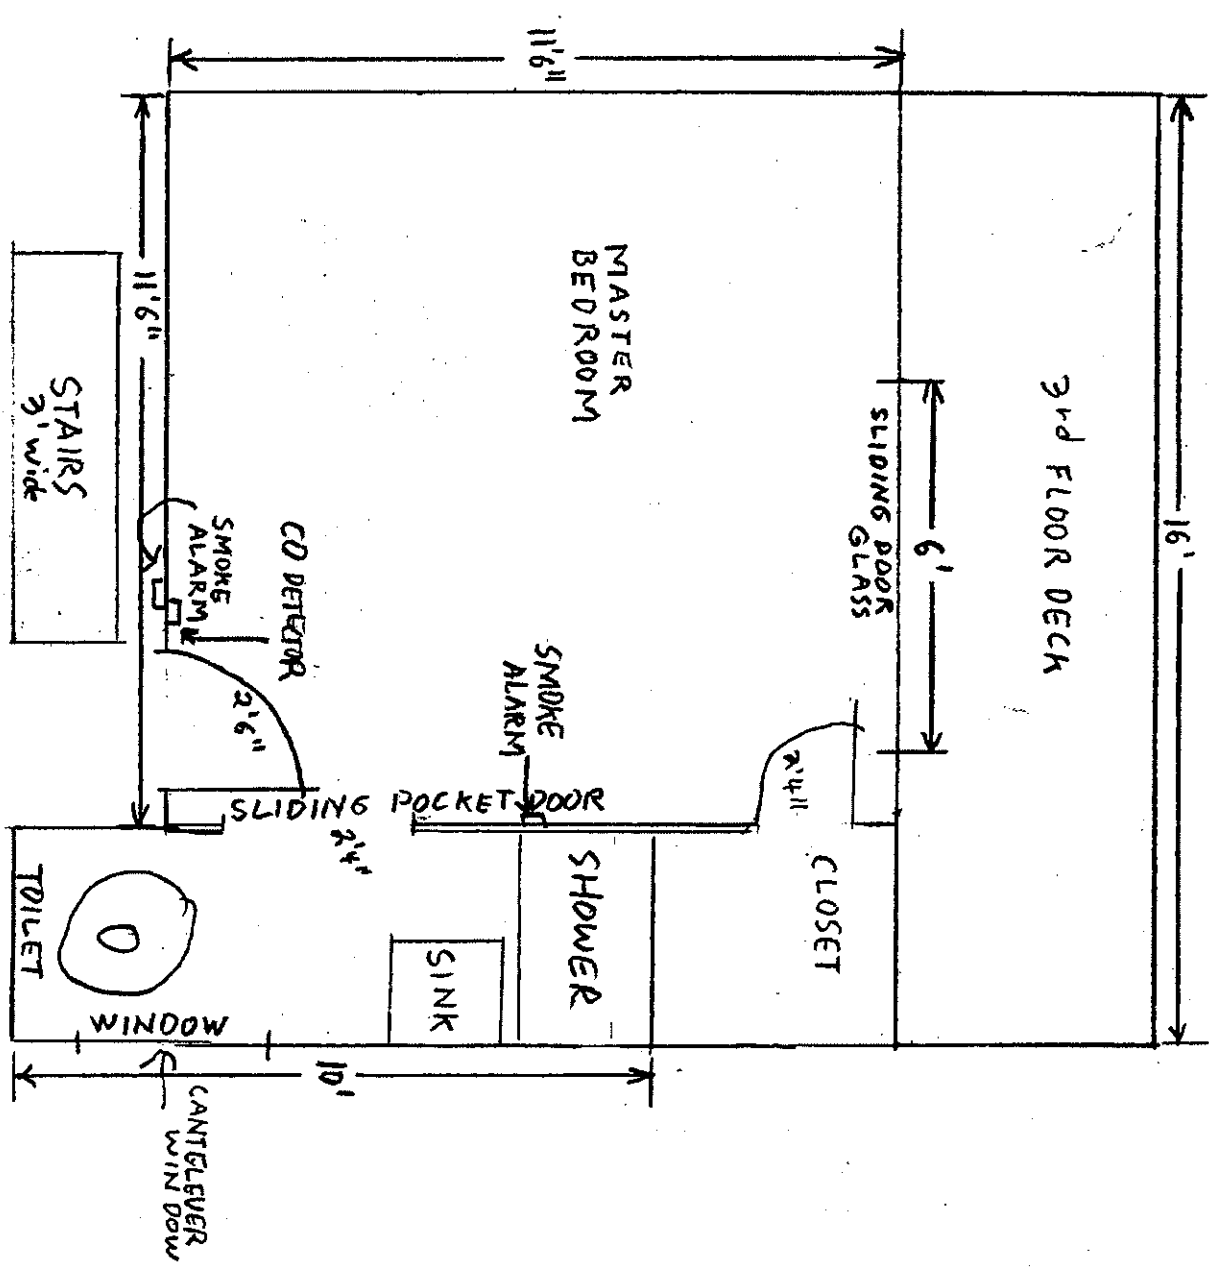 16'
3rd FLOOR DECK
6'
SLIDING DOOR
GLASS
11'6"
MASTER
BEDROOM
2'4"
CLOSET
SMOKE
ALARM
SHOWER
SLIDING POCKET DOOR
2'4"
SINK
CO DETECTOR
SMOKE
ALARM
2'6"
11'6"
STAIRS
3' wide
TOILET
WINDOW
10'
CANTELEVER
WINDOW